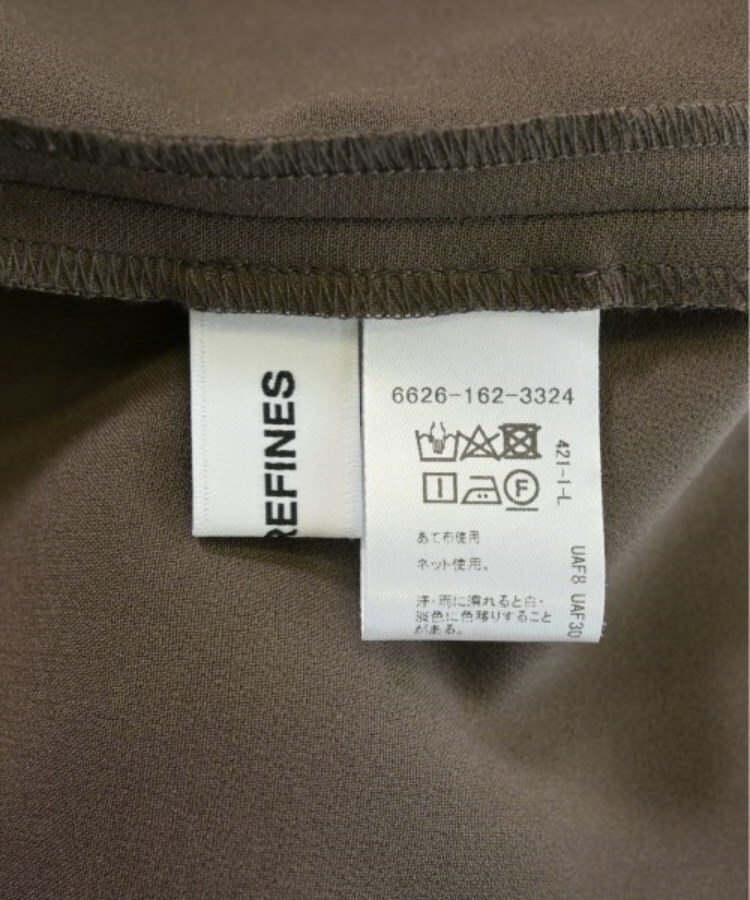 REFINES
6626-162-3324
421-1-L
F
あて布使用
ネット使用。
汗・雨に濡れると白・
淡色に色移りすること
がある。
UAF8 UAF30